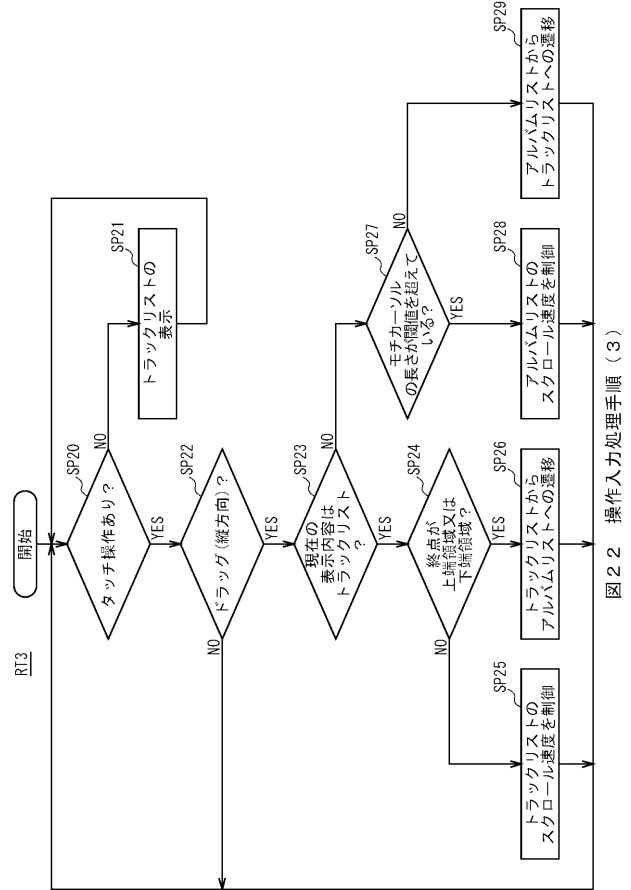 RT3
開始
SP20
タッチ操作あり？
NO
YES
SP21
トラックリストの
表示
SP22
ドラッグ(縦方向)？
NO
YES
SP23
現在の
表示内容は
トラックリスト
？
NO
YES
SP24
終点が
上端領域又は
下端領域？
NO
YES
SP27
モチカーソル
の長さが閾値を超えて
いる？
NO
YES
SP25
トラックリストの
スクロール速度を制御
SP26
トラックリストから
アルバムリストへの遷移
SP28
アルバムリストの
スクロール速度を制御
SP29
アルバムリストから
トラックリストへの遷移
図２２　操作入力処理手順（３）